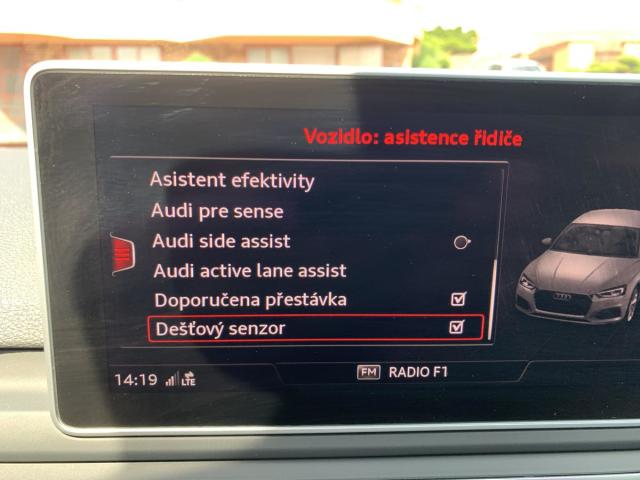 Vozidlo: asistence řidiče
Asistent efektivity
Audi pre sense
Audi side assist
Audi active lane assist
Doporučena přestávka
Dešťový senzor
14:19 LTE FM RADIO F1